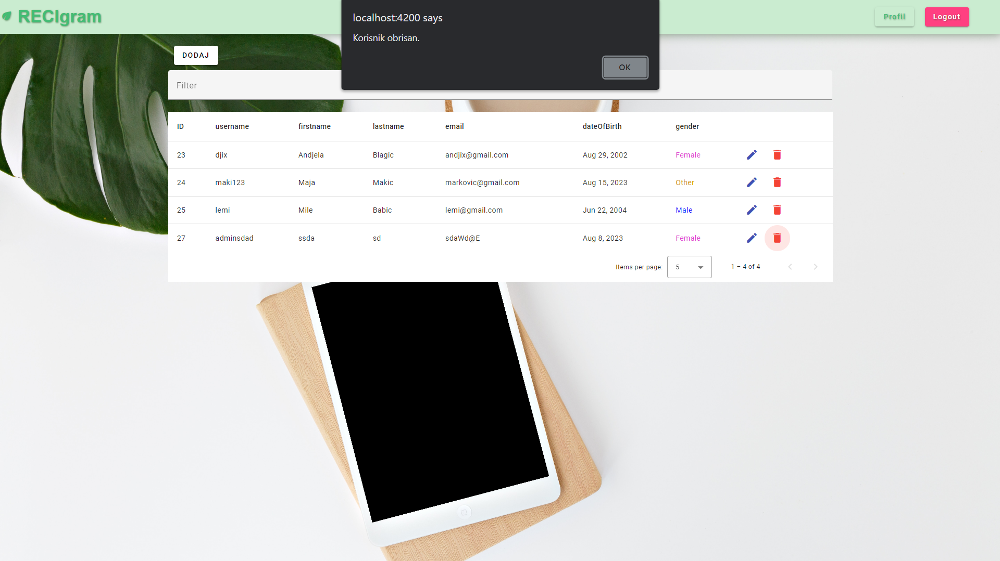 RECIgram
Profil
Logout
localhost:4200 says
Korisnik obrisan.
OK
DODAJ
Filter
ID username firstname lastname email dateOfBirth gender
23 djix Andjela Blagic andjix@gmail.com Aug 29, 2002 Female
24 maki123 Maja Makic markovic@gmail.com Aug 15, 2023 Other
25 lemi Mile Babic lemi@gmail.com Jun 22, 2004 Male
27 adminsdad ssda sd sdaWd@E Aug 8, 2023 Female
Items per page: 5 1 – 4 of 4